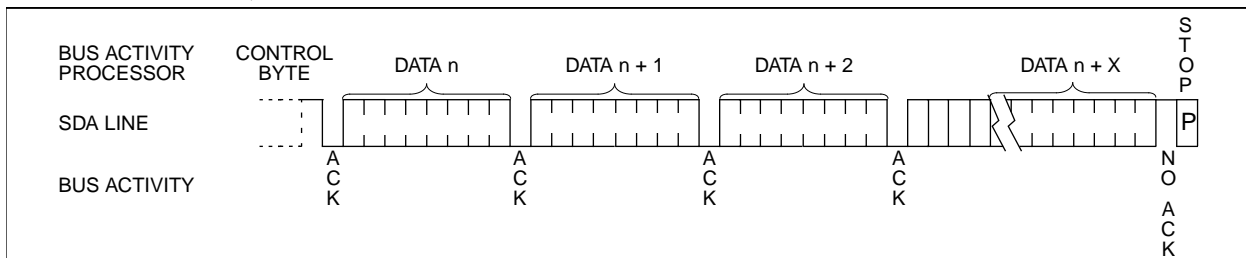 S
T
O
P
BUS ACTIVITY
PROCESSOR
CONTROL
BYTE
DATA n
DATA n + 1
DATA n + 2
DATA n + X
SDA LINE
P
BUS ACTIVITY
A
C
K
A
C
K
A
C
K
A
C
K
N
O
A
C
K